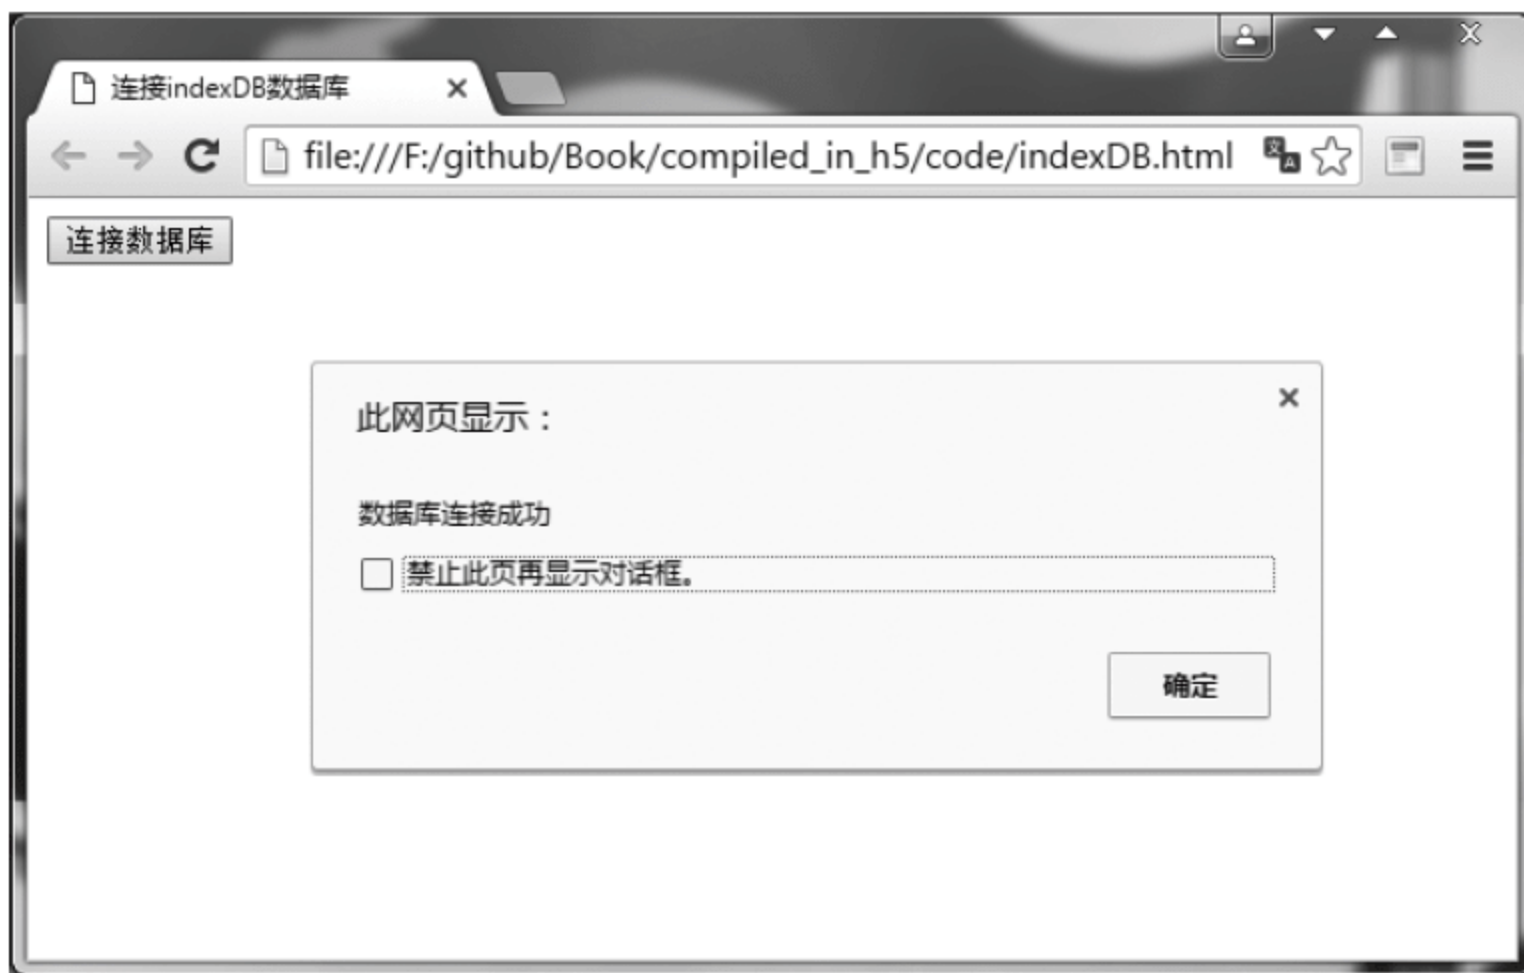 连接indexDB数据库
file:///F:/github/Book/compiled_in_h5/code/indexDB.html
连接数据库
此网页显示：
数据库连接成功
禁止此页再显示对话框。
确定